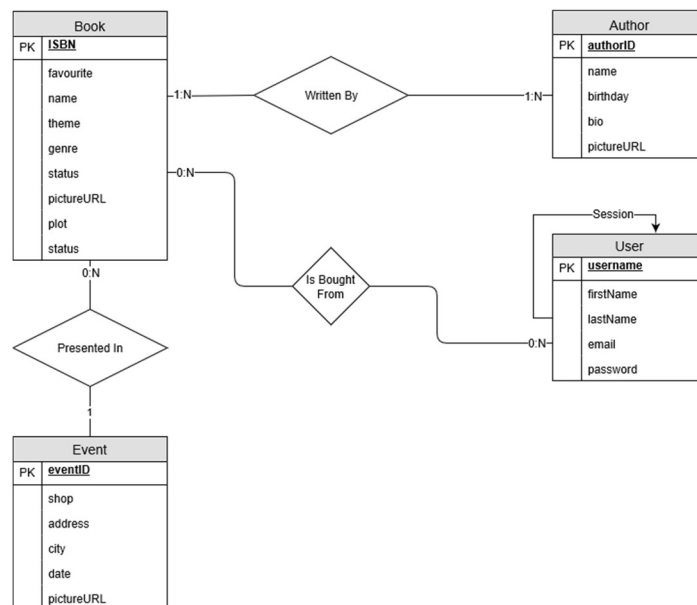 Book
PK ISBN
favourite
name
theme
genre
status
pictureURL
plot
status
1:N
0:N
0:N
Written By
1:N
Author
PK authorID
name
birthday
bio
pictureURL
Is Bought
From
0:N
Session
User
PK username
firstName
lastName
email
password
Presented In
1
Event
PK eventID
shop
address
city
date
pictureURL